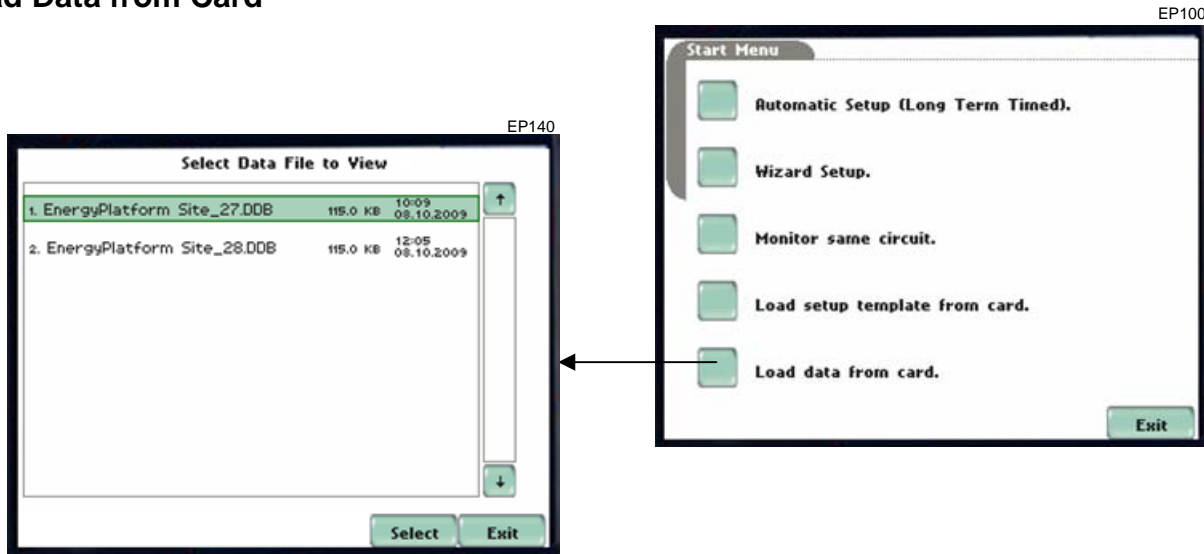 Data from Card
EP100
Start Menu
Automatic Setup (Long Term Timed).
Wizard Setup.
Monitor same circuit.
Load setup template from card.
Load data from card.
Exit
EP140
Select Data File to View
1. EnergyPlatform Site_27.DDB 115.0 KB 10:09 08.10.2009
2. EnergyPlatform Site_28.DDB 115.0 KB 12:05 08.10.2009
Select Exit